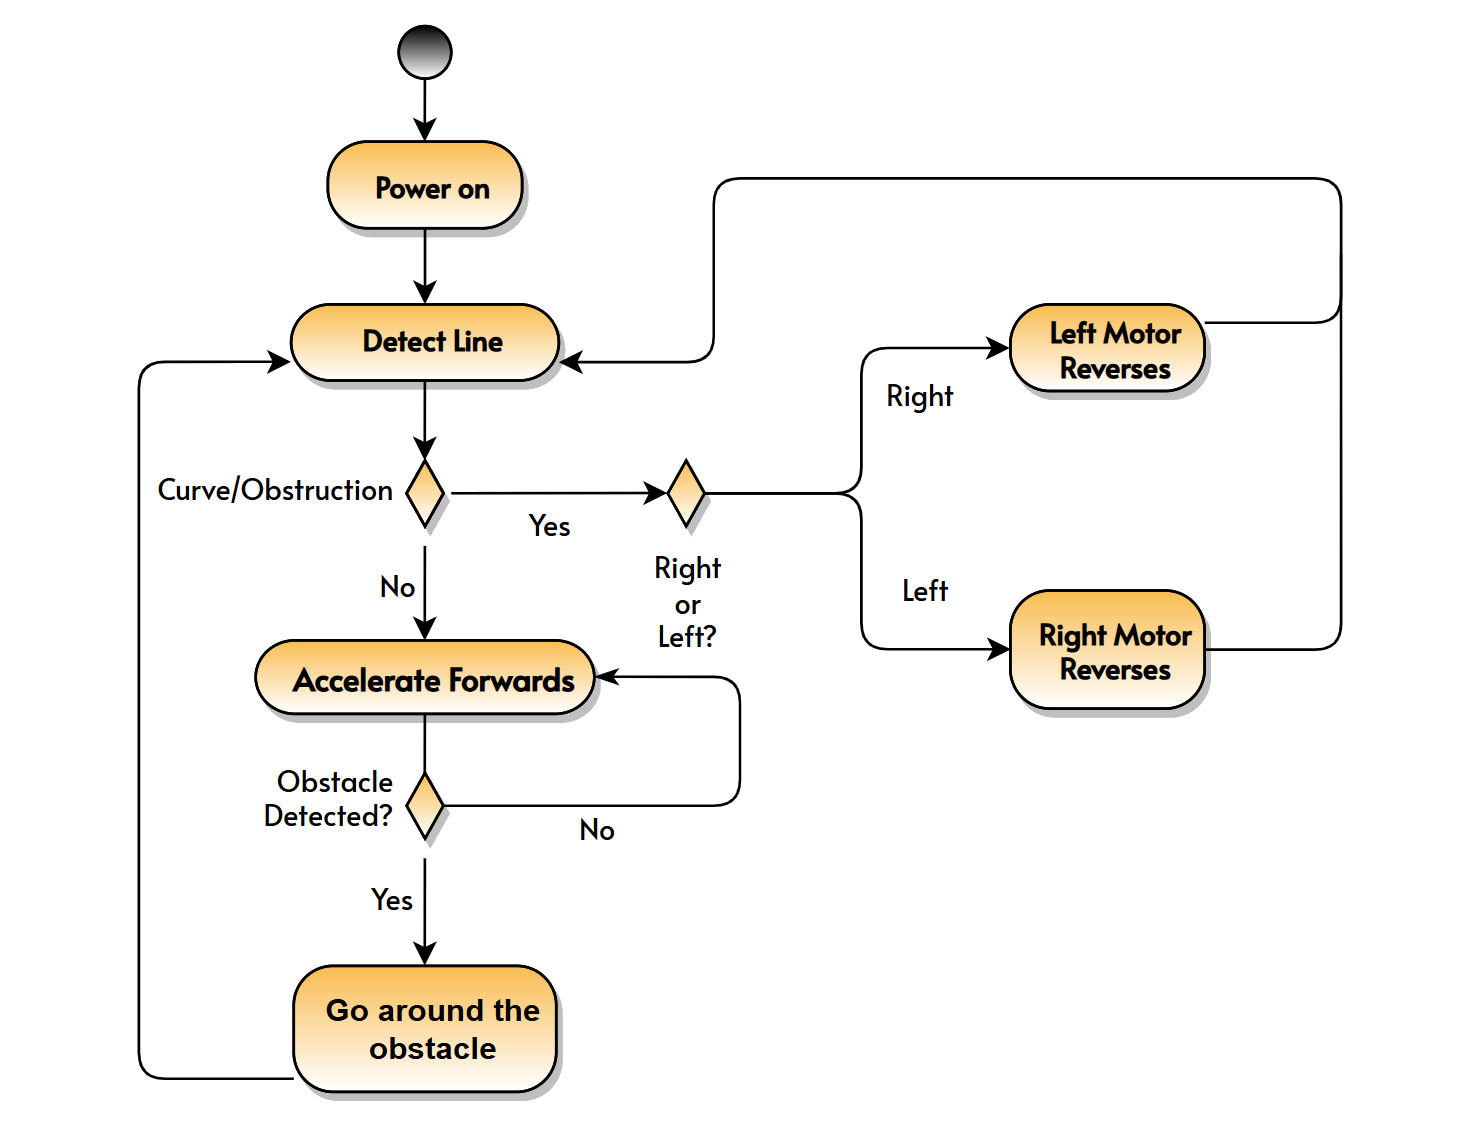 Power on
Detect Line
Left Motor
Reverses
Right
Curve/Obstruction
Yes
Right
or
Left?
No
Left
Right Motor
Reverses
Accelerate Forwards
Obstacle
Detected?
No
Yes
Go around the
obstacle